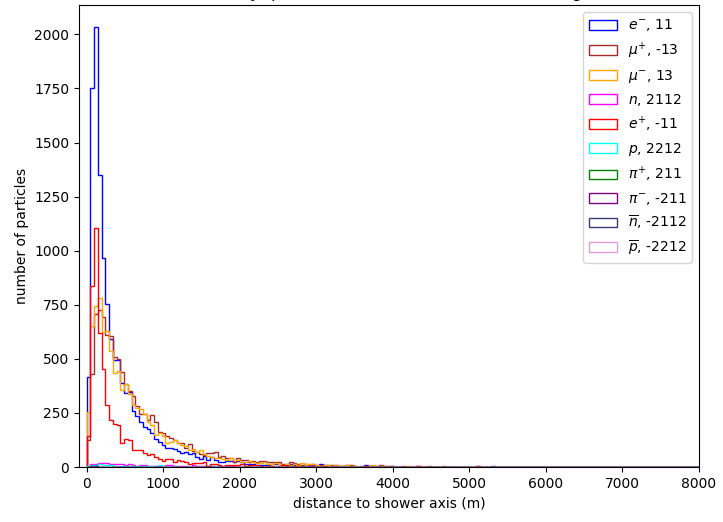 2000
1750
1500
1250
1000
750
500
250
0
number of particles
0
1000
2000
3000
4000
5000
6000
7000
8000
distance to shower axis (m)
e⁻, 11
μ⁺, -13
μ⁻, 13
n, 2112
e⁺, -11
p, 2212
π⁺, 211
π⁻, -211
n̅, -2112
p̅, -2212